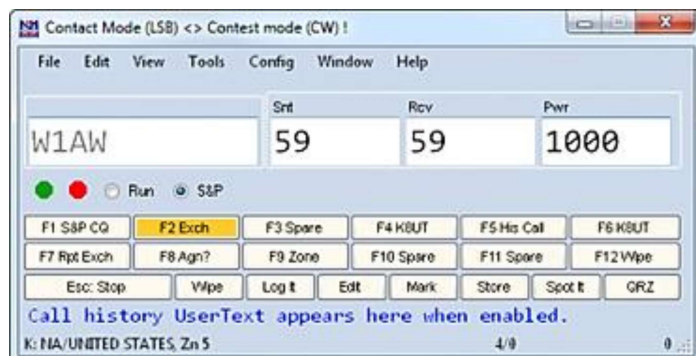 Contact Mode (LSB) <> Contest mode (CW) !
File Edit View Tools Config Window Help
Snt Rcv Pwr
W1AW 59 59 1000
Run S&P
F1 S&P CQ F2 Exch F3 Spare F4 K8UT F5 His Call F6 K8UT
F7 Rpt Exch F8 Agn? F9 Zone F10 Spare F11 Spare F12 Wipe
Esc: Stop Wipe Log It Edit Mark Store Spot It QRZ
Call history UserText appears here when enabled.
K: NA/UNITED STATES, Zn 5 4/0 0